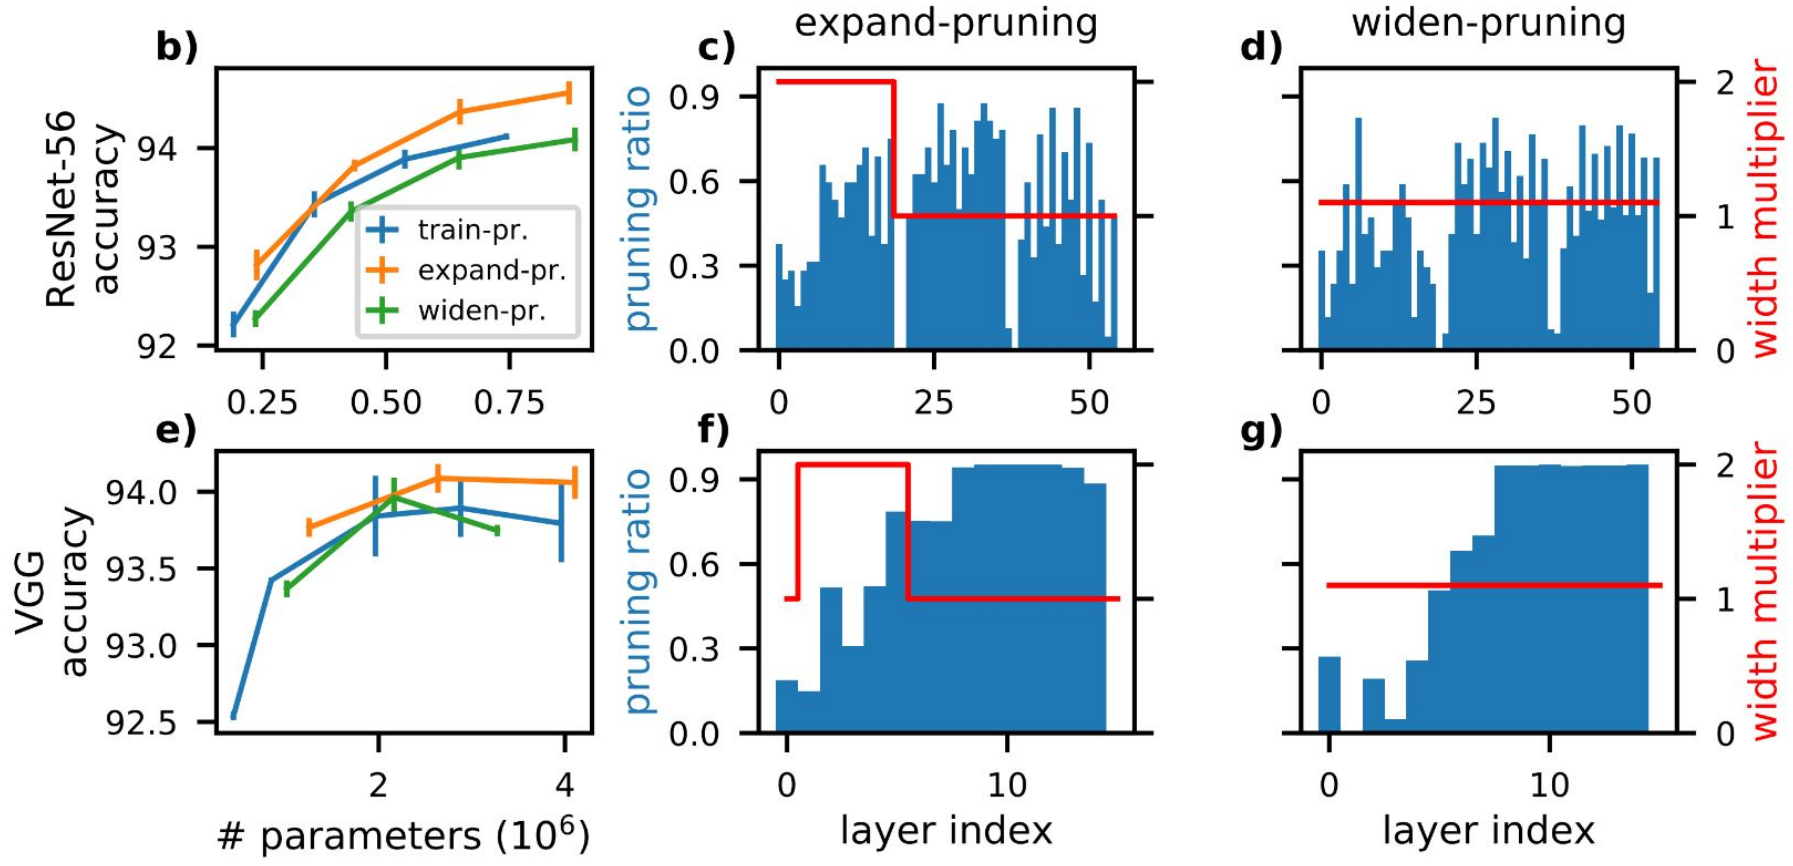 expand-pruning
widen-pruning
b)
c)
d)
ResNet-56
accuracy
94
93
92
0.25 0.50 0.75
train-pr.
expand-pr.
widen-pr.
pruning ratio
0.9
0.6
0.3
0.0
0 25 50
0 25 50
2
1
0
width multiplier
e)
f)
g)
VGG
accuracy
94.0
93.5
93.0
92.5
2 4
# parameters (10⁶)
pruning ratio
0.9
0.6
0.3
0.0
0 10
layer index
0 10
layer index
2
1
0
width multiplier